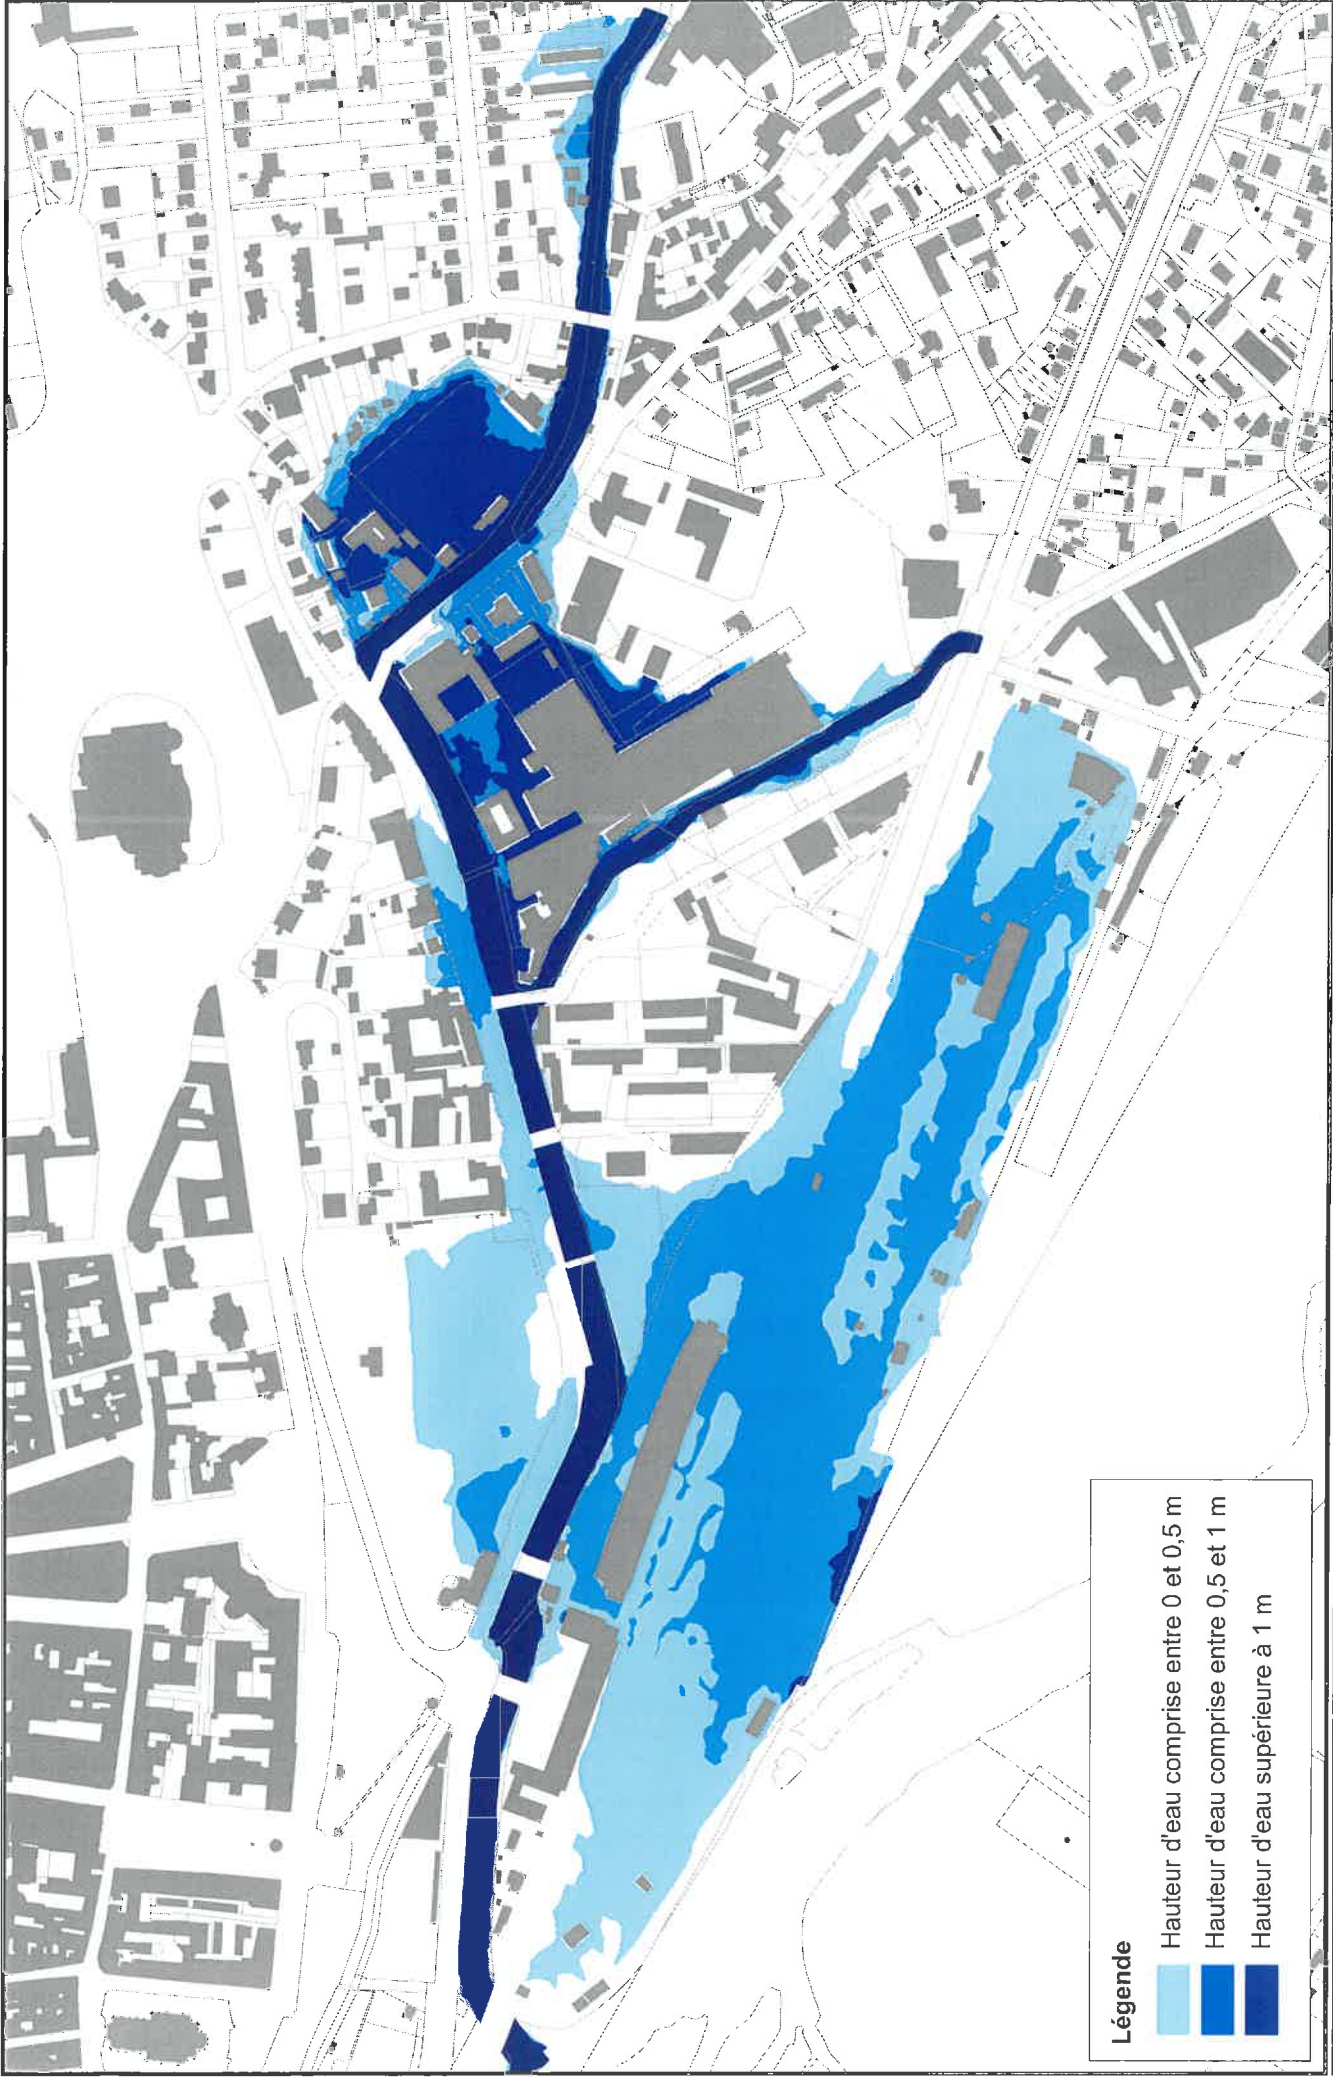 Légende
Hauteur d'eau comprise entre 0 et 0,5 m
Hauteur d'eau comprise entre 0,5 et 1 m
Hauteur d'eau supérieure à 1 m